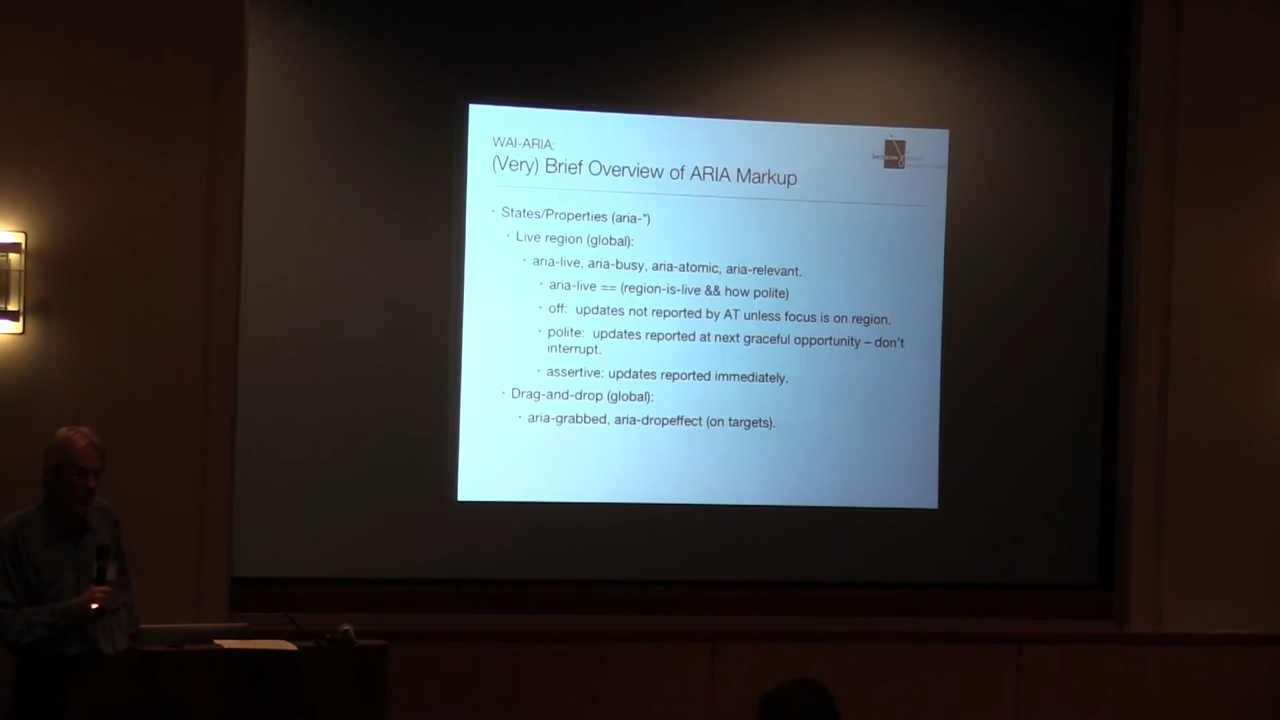 WAI-ARIA:
(Very) Brief Overview of ARIA Markup
States/Properties (aria-*)
Live region (global):
aria-live, aria-busy, aria-atomic, aria-relevant.
aria-live == (region-is-live && how polite)
off: updates not reported by AT unless focus is on region.
polite: updates reported at next graceful opportunity – don't
interrupt.
assertive: updates reported immediately.
Drag-and-drop (global):
aria-grabbed, aria-dropeffect (on targets).